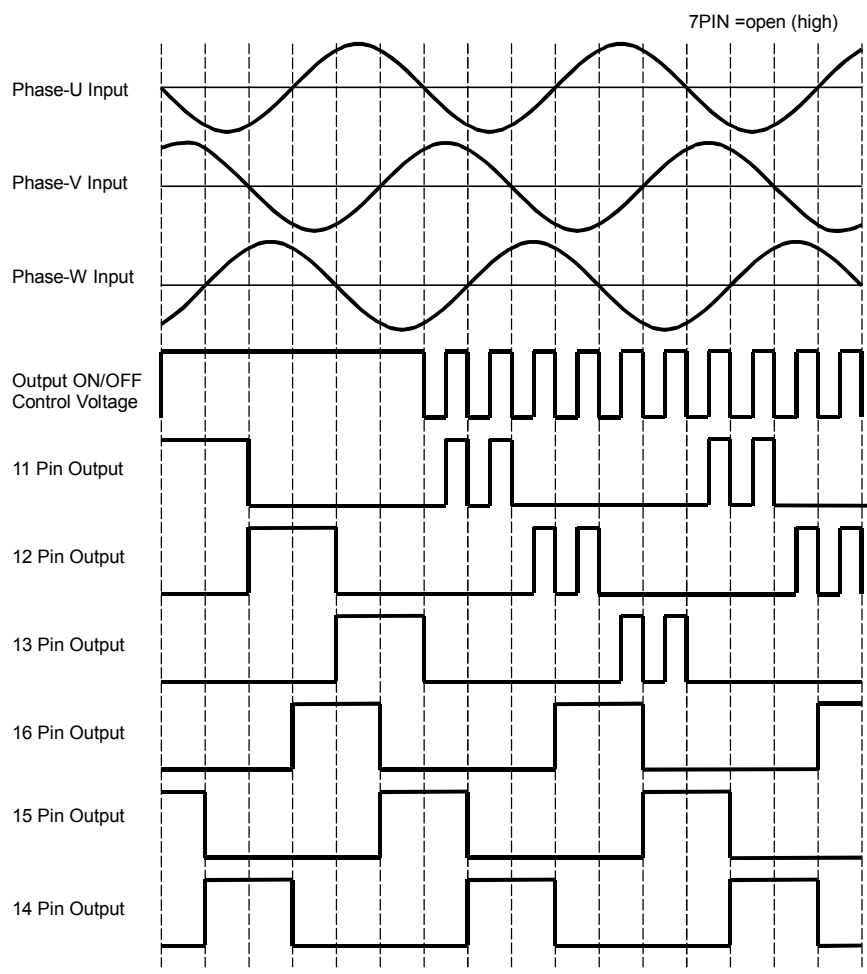 7PIN =open (high)
Phase-U Input
Phase-V Input
Phase-W Input
Output ON/OFF
Control Voltage
11 Pin Output
12 Pin Output
13 Pin Output
16 Pin Output
15 Pin Output
14 Pin Output